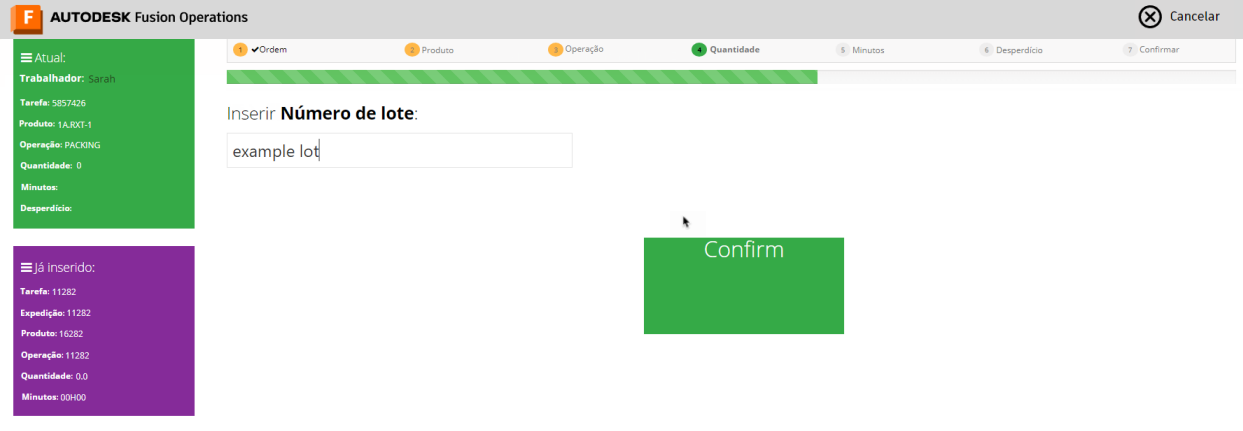 F AUTODESK Fusion Operations
Cancelar
Atual:
Trabalhador: Sarah
Tarefa: 5857426
Produto: 1A.RXT-1
Operação: PACKING
Quantidade: 0
Minutos:
Desperdício:
Já inserido:
Tarefa: 11282
Expedição: 11282
Produto: 16282
Operação: 11282
Quantidade: 0.0
Minutos: 00H00
1 ✔Ordem
2 Produto
3 Operação
4 Quantidade
5 Minutos
6 Desperdício
7 Confirmar
Inserir Número de lote:
example lot
Confirm